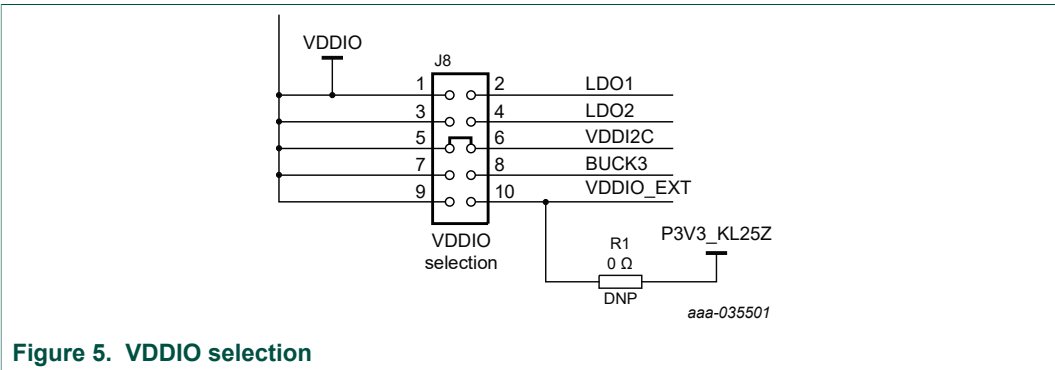 VDDIO
J8
1 2 LDO1
3 4 LDO2
5 6 VDDI2C
7 8 BUCK3
9 10 VDDIO_EXT
VDDIO
selection
R1
0 Ω
DNP
P3V3_KL25Z
aaa-035501
Figure 5. VDDIO selection